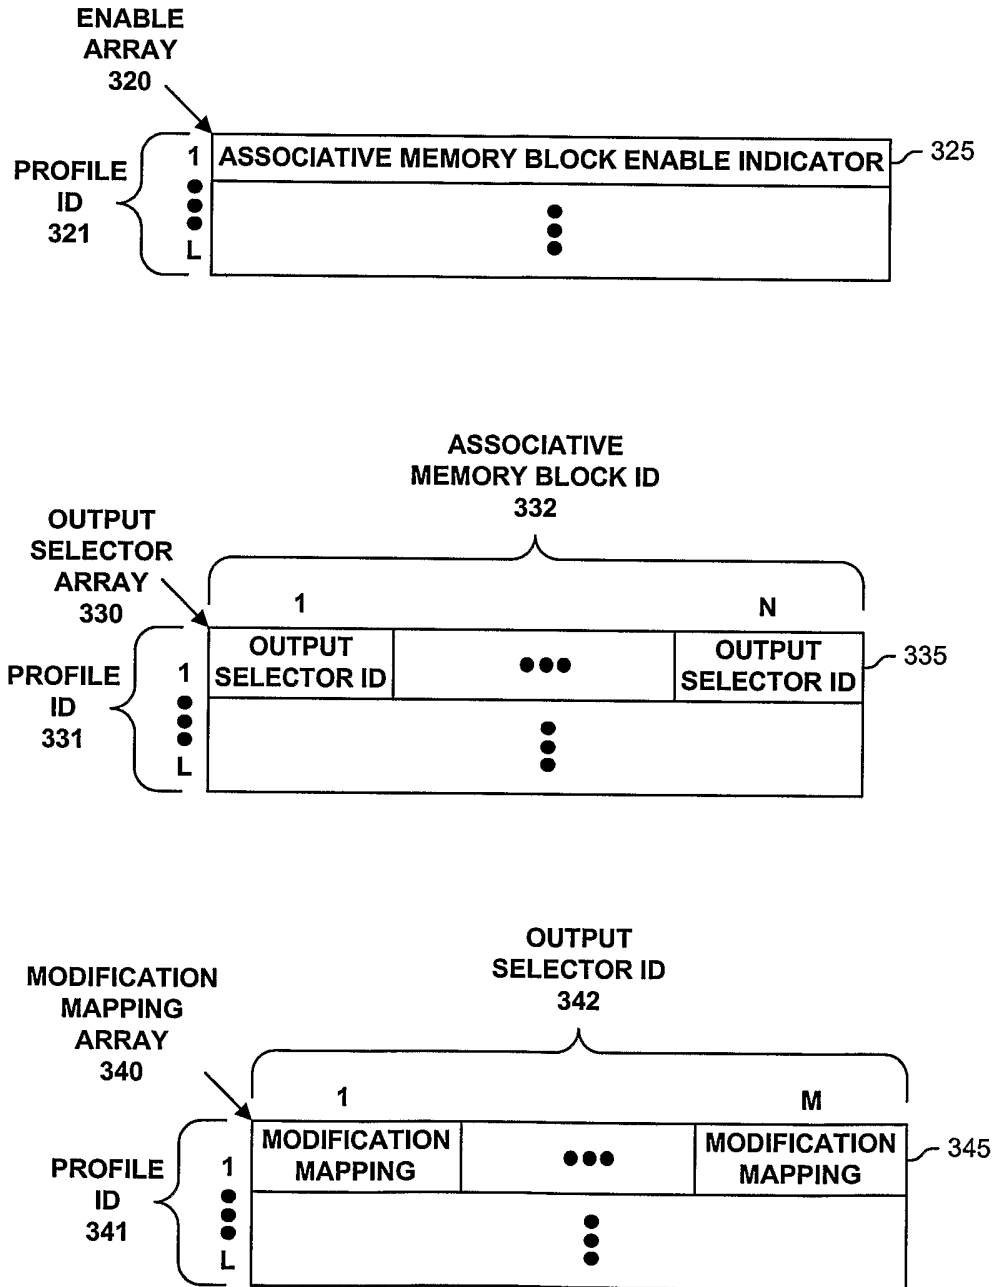 ENABLE
ARRAY
320
PROFILE
ID
321
1
L
ASSOCIATIVE MEMORY BLOCK ENABLE INDICATOR
325
ASSOCIATIVE
MEMORY BLOCK ID
332
OUTPUT
SELECTOR
ARRAY
330
1
N
PROFILE
ID
331
1
L
OUTPUT
SELECTOR ID
OUTPUT
SELECTOR ID
335
OUTPUT
SELECTOR ID
342
MODIFICATION
MAPPING
ARRAY
340
1
M
PROFILE
ID
341
1
L
MODIFICATION
MAPPING
MODIFICATION
MAPPING
345